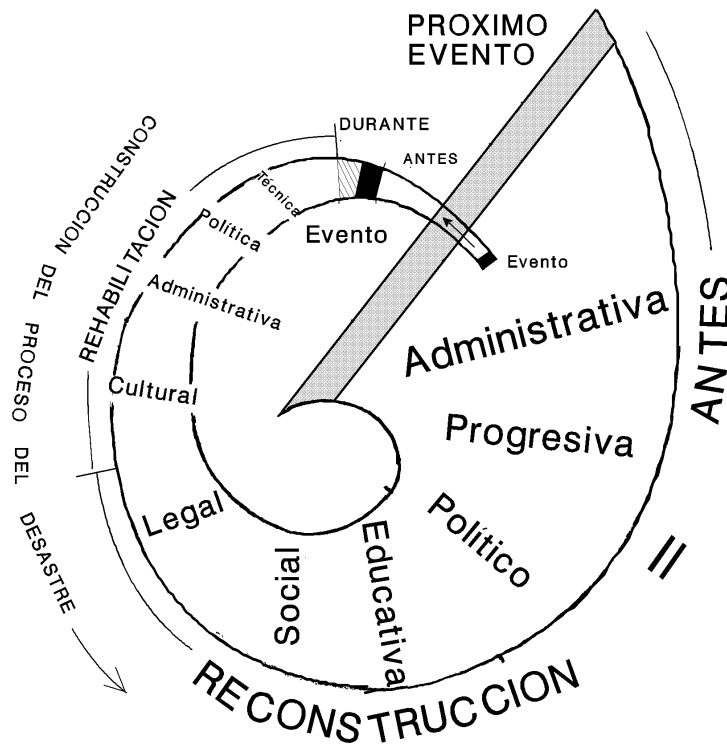 PROXIMO
EVENTO
DURANTE
ANTES
Evento
Evento
Técnica
Política
Administrativa
Cultural
Legal
Social
Educativa
Político
Progresiva
Administrativa
REHABILITACION
CONSTRUCCION DEL PROCESO DEL DESASTRE
RECONSTRUCCION
=
ANTES